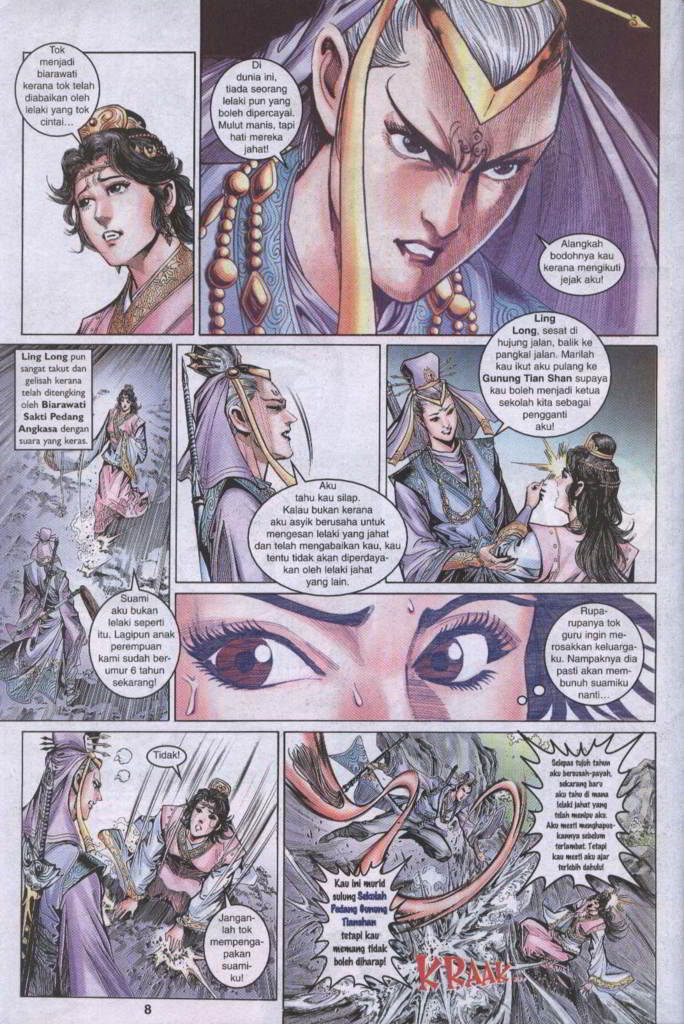 Tok
menjadi
biarawati
kerana tok telah
diabaikan oleh
lelaki yang tok
cintai...
Di
dunia ini,
tiada seorang
lelaki pun yang
boleh dipercayai.
Mulut manis, tapi
hati mereka
jahat!
Alangkah
bodohnya kau
kerana mengikuti
jejak aku!
Ling Long pun
sangat takut dan
gelisah kerana
telah ditengking
oleh Biarawati
Sakti Pedang
Angkasa dengan
suara yang keras.
Suami
aku bukan
lelaki seperti
itu. Lagipun anak
perempuan
kami sudah ber-
umur 6 tahun
sekarang!
Aku
tahu kau silap.
Kalau bukan kerana
aku asyik berusaha untuk
mengesan lelaki yang jahat
dan telah mengabaikan kau, kau
tentu tidak akan diperdaya-
kan oleh lelaki jahat
yang lain.
Ling
Long, sesat di
hujung jalan, balik ke
pangkal jalan. Marilah
kau ikut aku pulang ke
Gunung Tian Shan supaya
kau boleh menjadi ketua
sekolah kita sebagai
pengganti
aku!
Rupa-
rupanya tok
guru ingin me-
rosakkan keluarga-
ku. Nampaknya dia
pasti akan mem-
bunuh suamiku
nanti...
Tidak!
Jangan-
lah tok
mempenga-
pakan
suami-
ku!
Selepas tujuh tahun
aku bersusah-payah,
sekarang baru
aku tahu di mana
lelaki jahat yang
telah menipu aku.
Aku mesti menghapus-
kannya sebelum
terlambat. Tetapi
kau mesti aku ajar
terlebih dahulu!
Kau ini murid
sulung Sekolah
Pedang Gunung
Tianshan
tetapi kau
memang tidak
boleh diharap!
KRAAK...
8